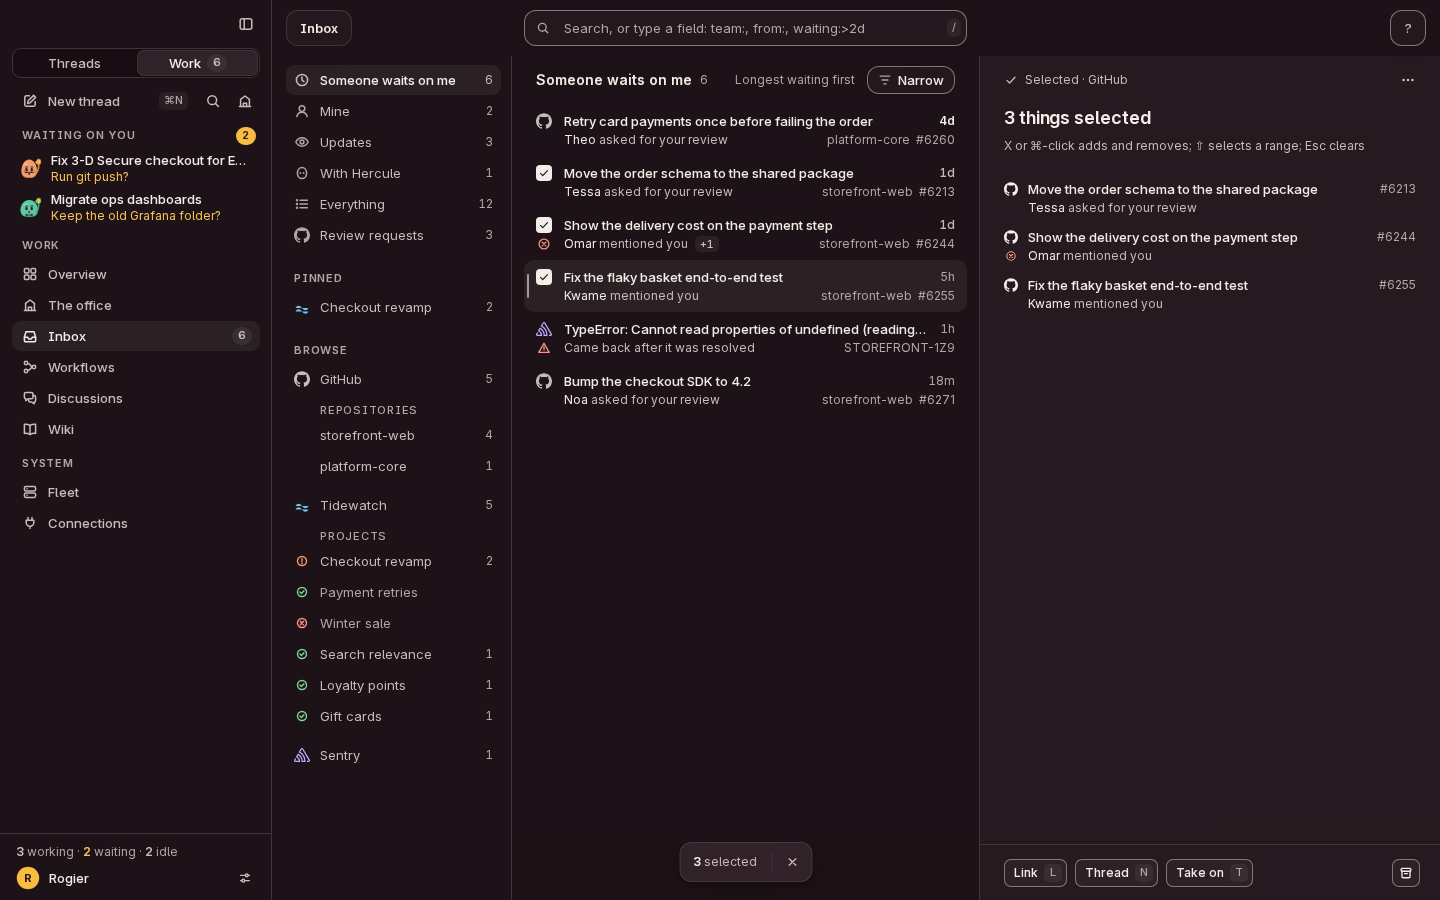 Threads
Work 6
New thread ⌘N
WAITING ON YOU 2
Fix 3-D Secure checkout for E…
Run git push?
Migrate ops dashboards
Keep the old Grafana folder?
WORK
Overview
The office
Inbox 6
Workflows
Discussions
Wiki
SYSTEM
Fleet
Connections
3 working · 2 waiting · 2 idle
R Rogier
Inbox
Someone waits on me 6
Mine 2
Updates 3
With Hercule 1
Everything 12
Review requests 3
PINNED
Checkout revamp 2
BROWSE
GitHub 5
REPOSITORIES
storefront-web 4
platform-core 1
Tidewatch 5
PROJECTS
Checkout revamp 2
Payment retries
Winter sale
Search relevance 1
Loyalty points 1
Gift cards 1
Sentry 1
Search, or type a field: team:, from:, waiting:>2d /
?
Someone waits on me 6 Longest waiting first Narrow
Retry card payments once before failing the order 4d
Theo asked for your review platform-core #6260
Move the order schema to the shared package 1d
Tessa asked for your review storefront-web #6213
Show the delivery cost on the payment step 1d
Omar mentioned you +1 storefront-web #6244
Fix the flaky basket end-to-end test 5h
Kwame mentioned you storefront-web #6255
TypeError: Cannot read properties of undefined (reading… 1h
Came back after it was resolved STOREFRONT-1Z9
Bump the checkout SDK to 4.2 18m
Noa asked for your review storefront-web #6271
3 selected
Selected · GitHub
3 things selected
X or ⌘-click adds and removes; ⇧ selects a range; Esc clears
Move the order schema to the shared package #6213
Tessa asked for your review
Show the delivery cost on the payment step #6244
Omar mentioned you
Fix the flaky basket end-to-end test #6255
Kwame mentioned you
Link L
Thread N
Take on T